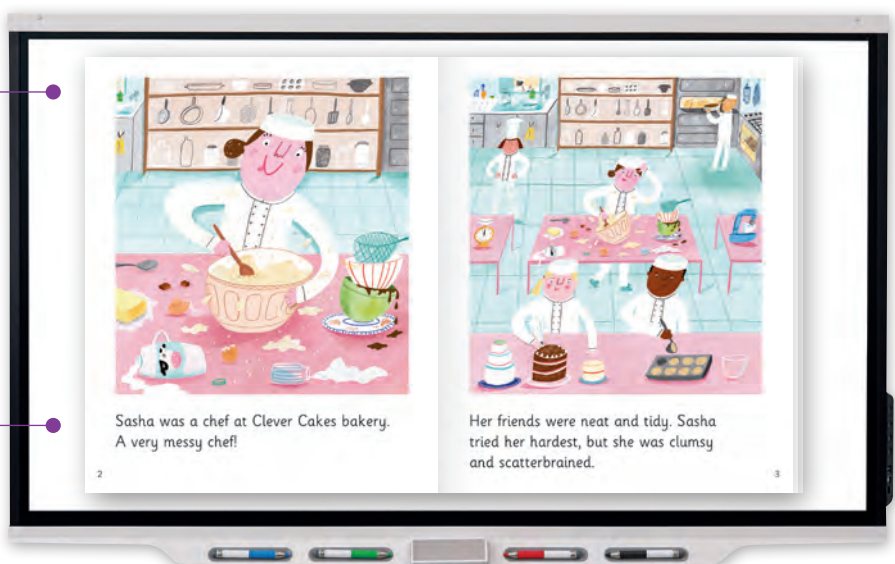 Sasha was a chef at Clever Cakes bakery.
A very messy chef!
2
Her friends were neat and tidy. Sasha
tried her hardest, but she was clumsy
and scatterbrained.
3